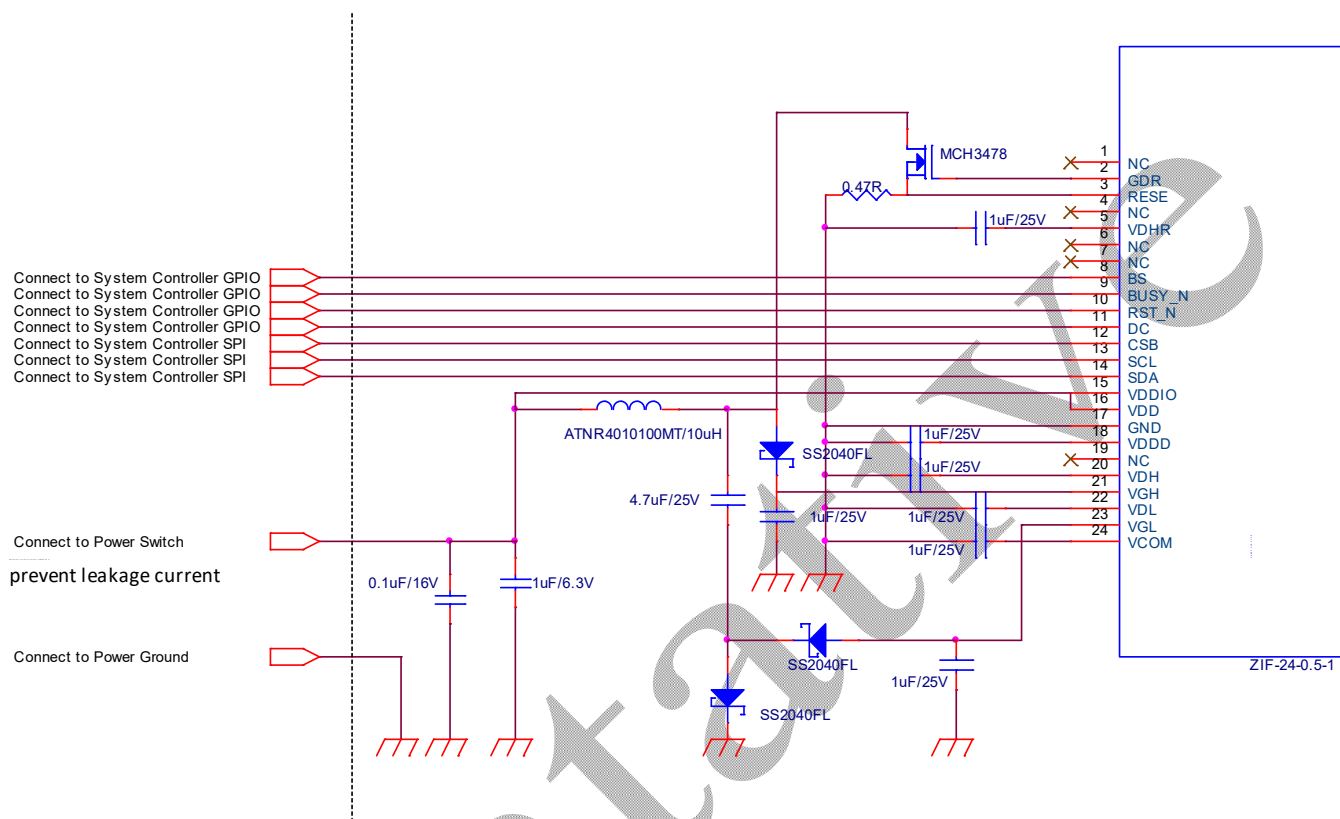 MCH3478
0.47R
1uF/25V
1
NC
2
GDR
3
RESE
4
NC
5
VDHR
6
NC
7
NC
8
BS
9
BUSY_N
10
RST_N
11
DC
12
CSB
13
SCL
14
SDA
15
VDDIO
16
VDD
17
GND
18
VDDD
19
NC
20
VDH
21
VGH
22
VDL
23
VGL
24
VCOM
Connect to System Controller GPIO
Connect to System Controller GPIO
Connect to System Controller GPIO
Connect to System Controller GPIO
Connect to System Controller SPI
Connect to System Controller SPI
Connect to System Controller SPI
ATNR4010100MT/10uH
1uF/25V
SS2040FL
1uF/25V
4.7uF/25V
1uF/25V
1uF/25V
1uF/25V
Connect to Power Switch
prevent leakage current
0.1uF/16V
1uF/6.3V
Connect to Power Ground
SS2040FL
1uF/25V
SS2040FL
ZIF-24-0.5-1
tative